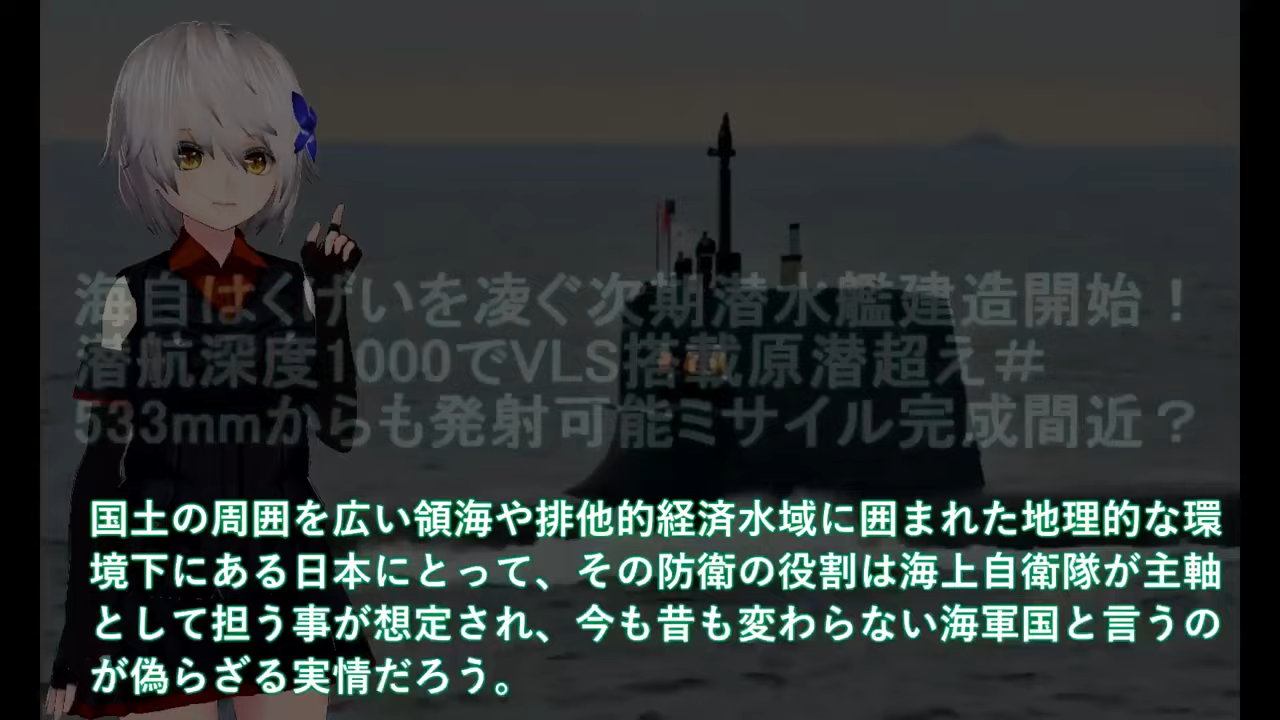 海自はくげいを凌ぐ次期潜水艦建造開始！
潜航深度1000でVLS搭載原潜超え＃
533mmからも発射可能ミサイル完成間近？
国土の周囲を広い領海や排他的経済水域に囲まれた地理的な環
境下にある日本にとって、その防衛の役割は海上自衛隊が主軸
として担う事が想定され、今も昔も変わらない海軍国と言うの
が偽らざる実情だろう。